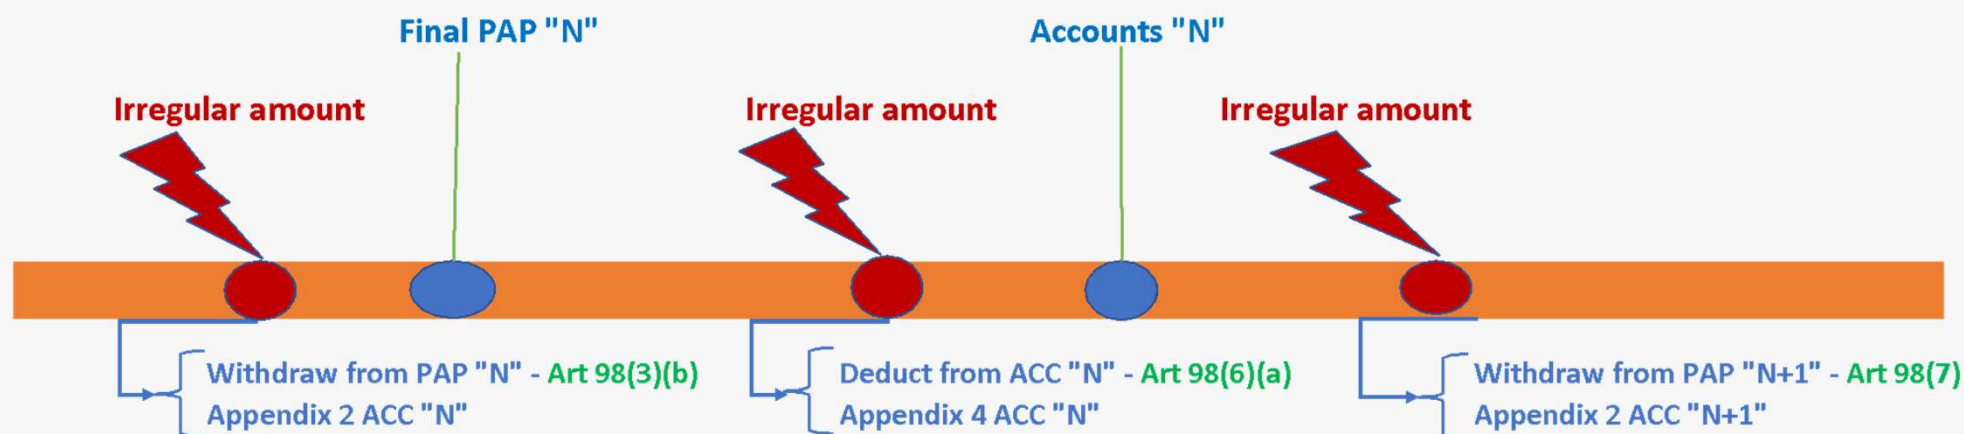 Final PAP "N"
Accounts "N"
Irregular amount
Irregular amount
Irregular amount
Withdraw from PAP "N" - Art 98(3)(b)
Appendix 2 ACC "N"
Deduct from ACC "N" - Art 98(6)(a)
Appendix 4 ACC "N"
Withdraw from PAP "N+1" - Art 98(7)
Appendix 2 ACC "N+1"